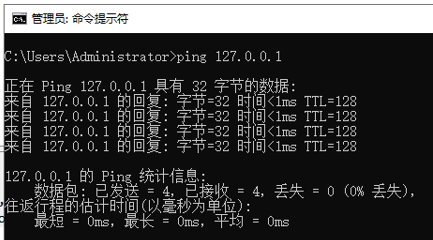 管理员: 命令提示符
C:\Users\Administrator>ping 127.0.0.1
正在 Ping 127.0.0.1 具有 32 字节的数据:
来自 127.0.0.1 的回复: 字节=32 时间<1ms TTL=128
来自 127.0.0.1 的回复: 字节=32 时间<1ms TTL=128
来自 127.0.0.1 的回复: 字节=32 时间<1ms TTL=128
来自 127.0.0.1 的回复: 字节=32 时间<1ms TTL=128
127.0.0.1 的 Ping 统计信息:
数据包: 已发送 = 4, 已接收 = 4, 丢失 = 0 (0% 丢失),
往返行程的估计时间(以毫秒为单位):
最短 = 0ms, 最长 = 0ms, 平均 = 0ms